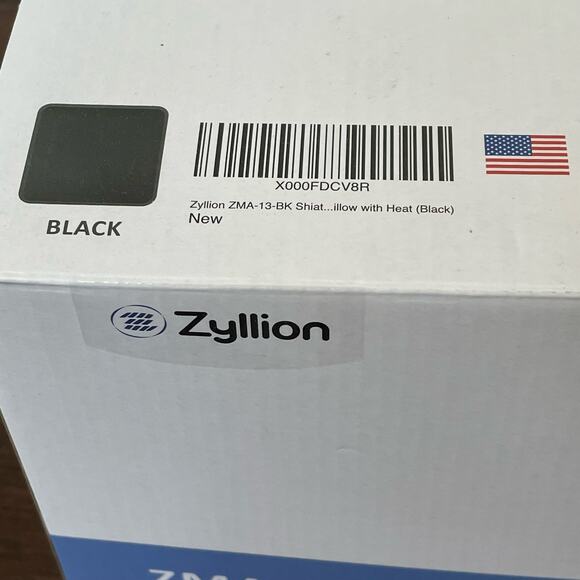 X000FDCV8R
Zyllion ZMA-13-BK Shiat...illow with Heat (Black)
New
BLACK
Zyllion